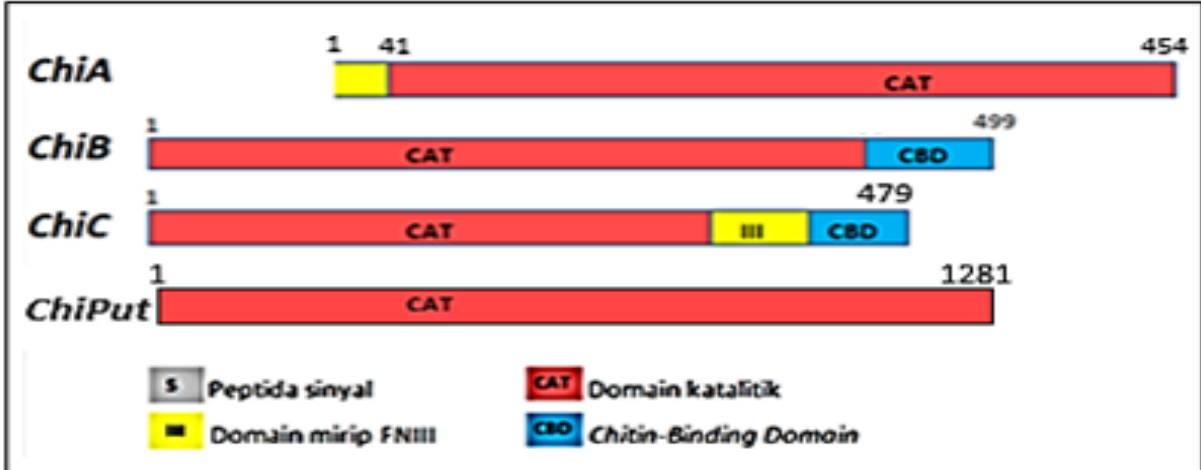 1 41 454
ChiA CAT
1 499
ChiB CAT CBD
1 479
ChiC CAT III CBD
1 1281
ChiPut CAT
S Peptida sinyal CAT Domain katalitik
III Domain mirip FNIII CBD Chitin-Binding Domain